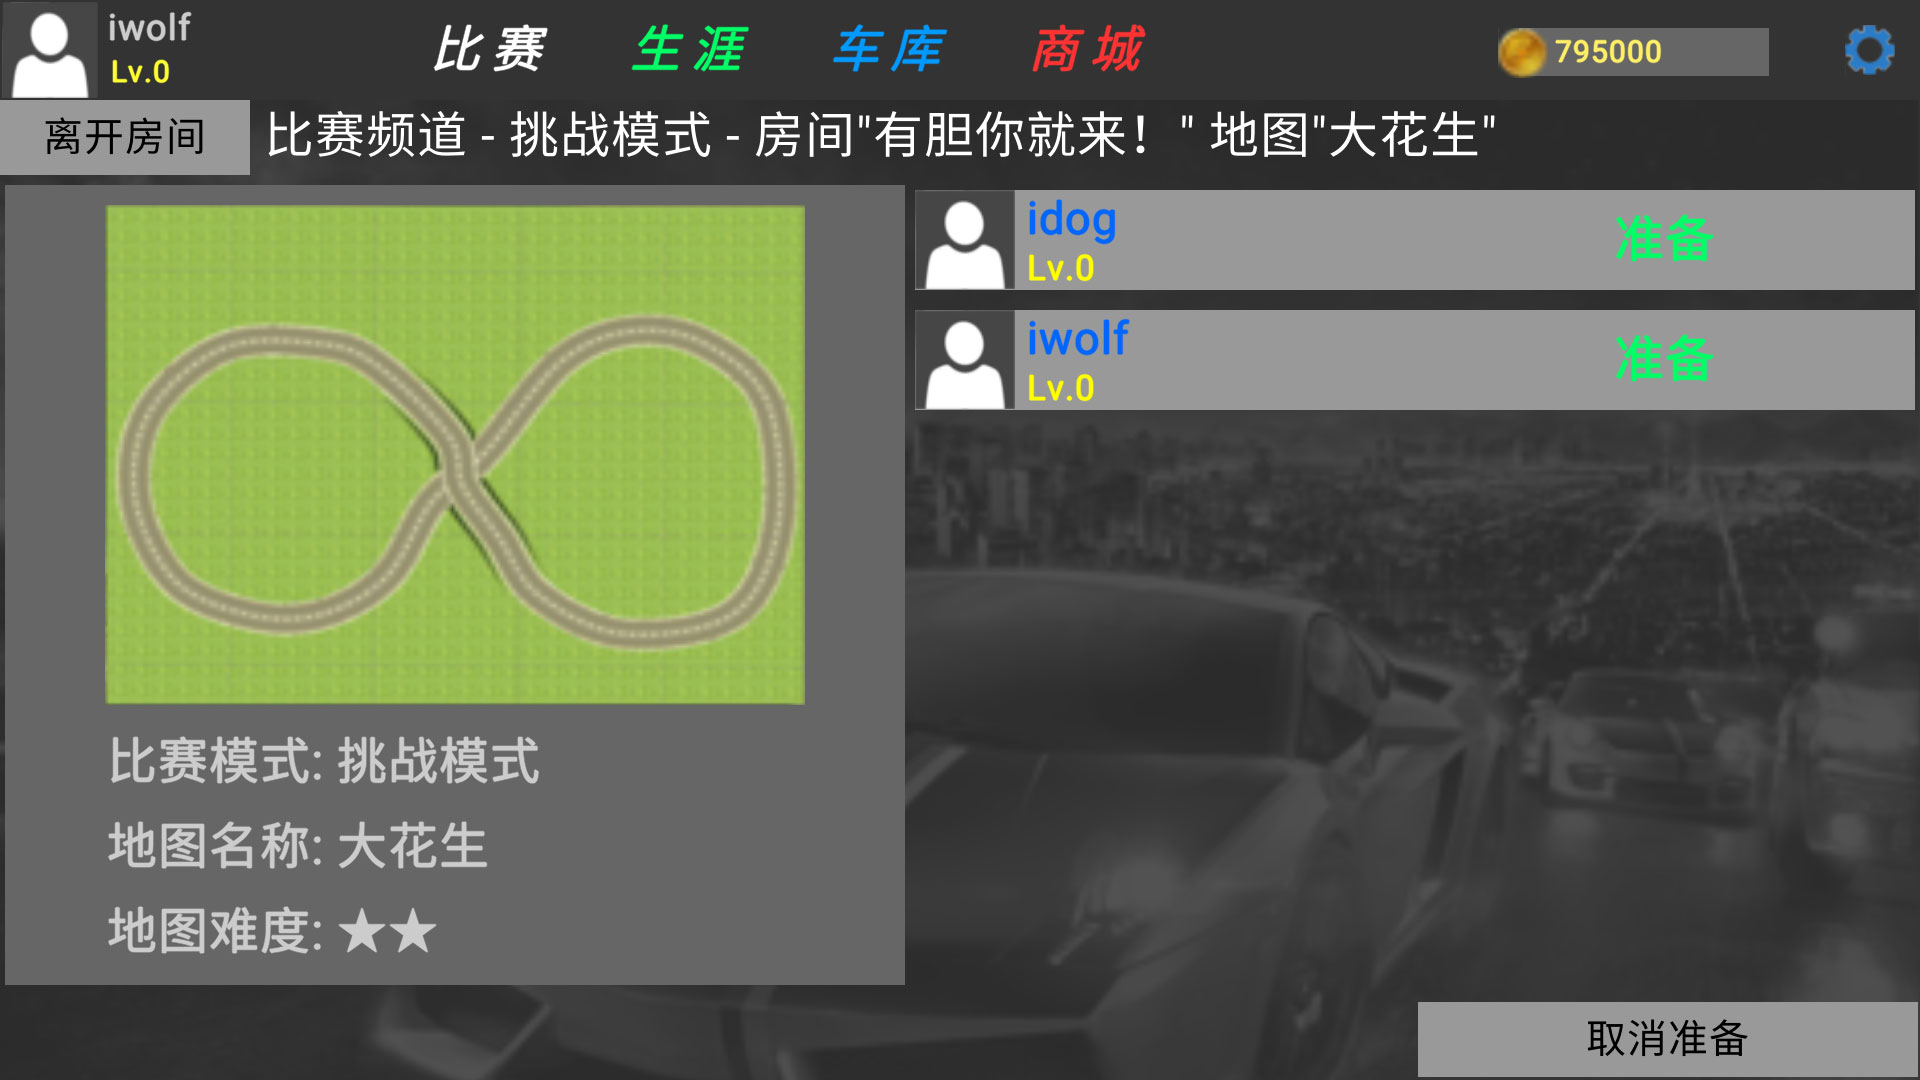 iwolf
Lv.0
比赛 生涯 车库 商城
795000
离开房间
比赛频道 - 挑战模式 - 房间"有胆你就来！" 地图"大花生"
idog
Lv.0
准备
iwolf
Lv.0
准备
比赛模式: 挑战模式
地图名称: 大花生
地图难度: ★★
取消准备